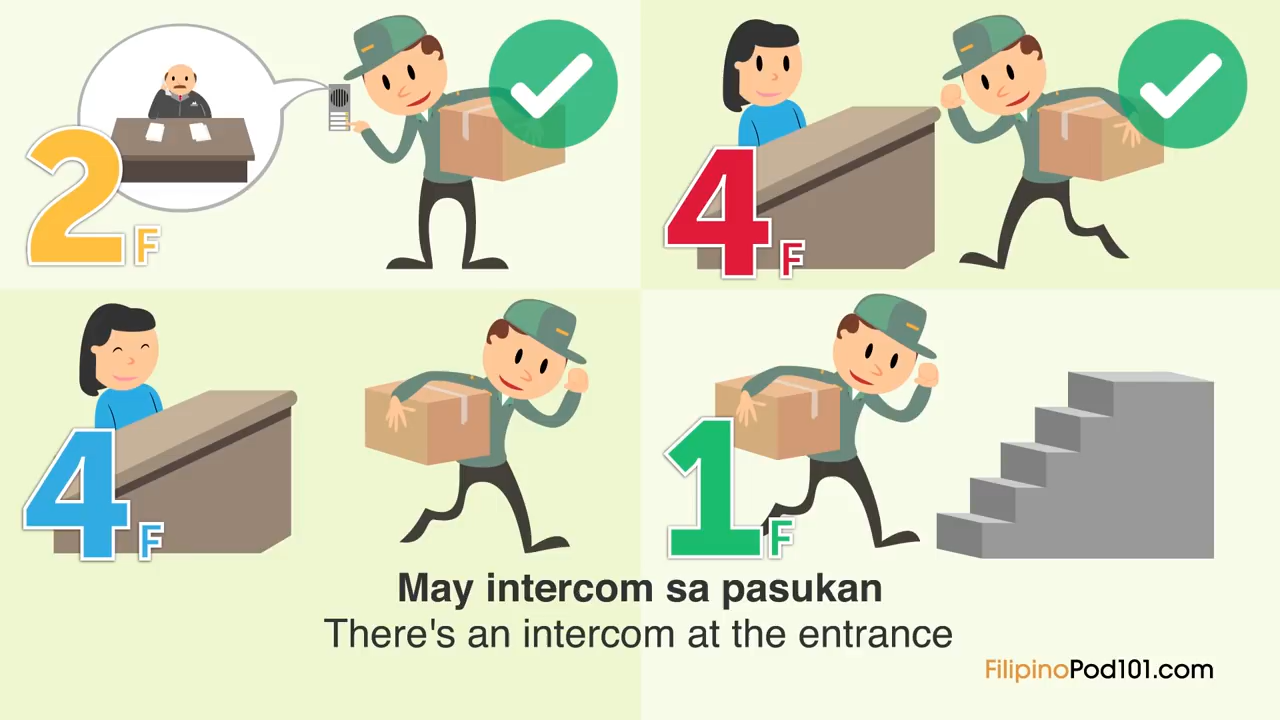 2F
4F
4F
1F
May intercom sa pasukan
There's an intercom at the entrance
FilipinoPod101.com